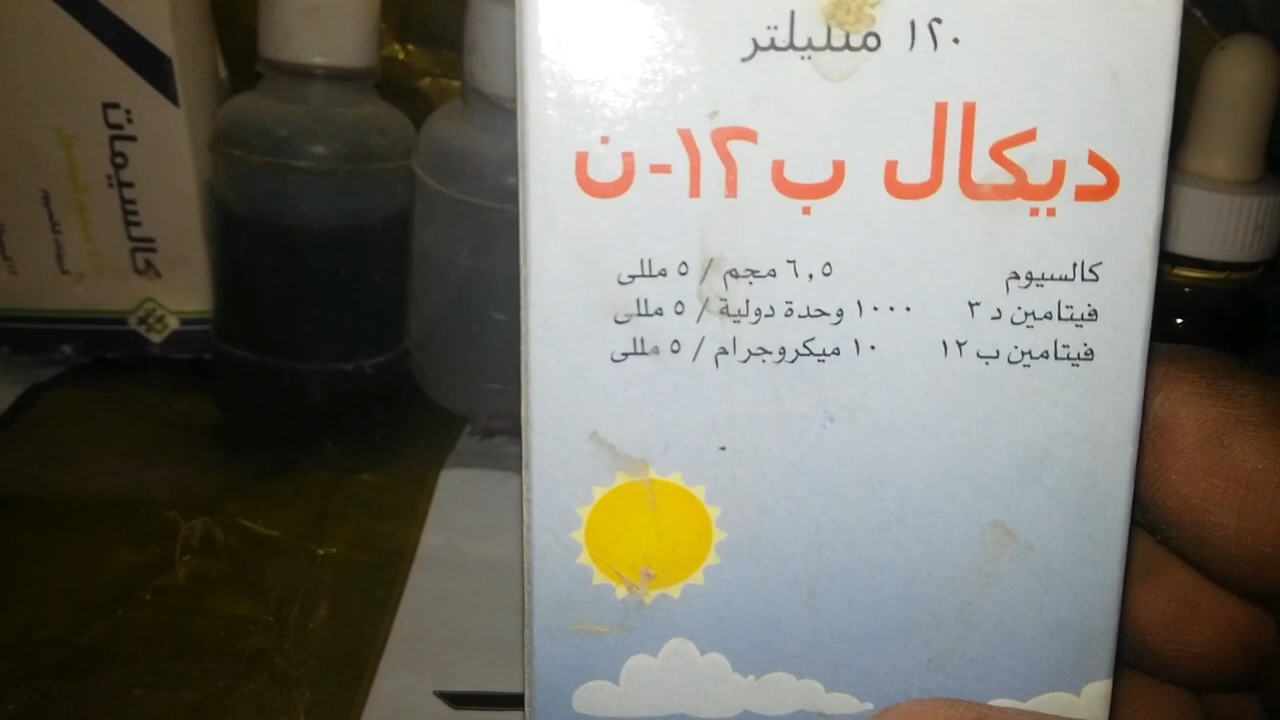 ١٢٠ ملليلتر
ديكال ب١٢-ن
كالسيوم ٦,٥ مجم / ٥ مللى
فيتامين د ٣ ١٠٠٠ وحدة دولية / ٥ مللى
فيتامين ب ١٢ ١٠ ميكروجرام / ٥ مللى
كالسيمات